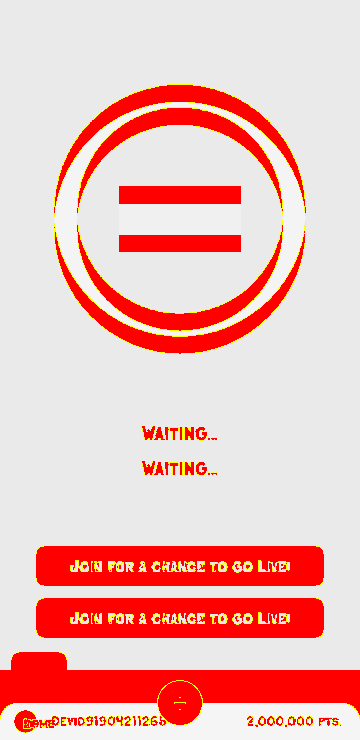 WAITING...
WAITING...
JOIN FOR A CHANCE TO GO LIVE!
JOIN FOR A CHANCE TO GO LIVE!
HOME
DEVID91904211265
2,000,000 PTS.